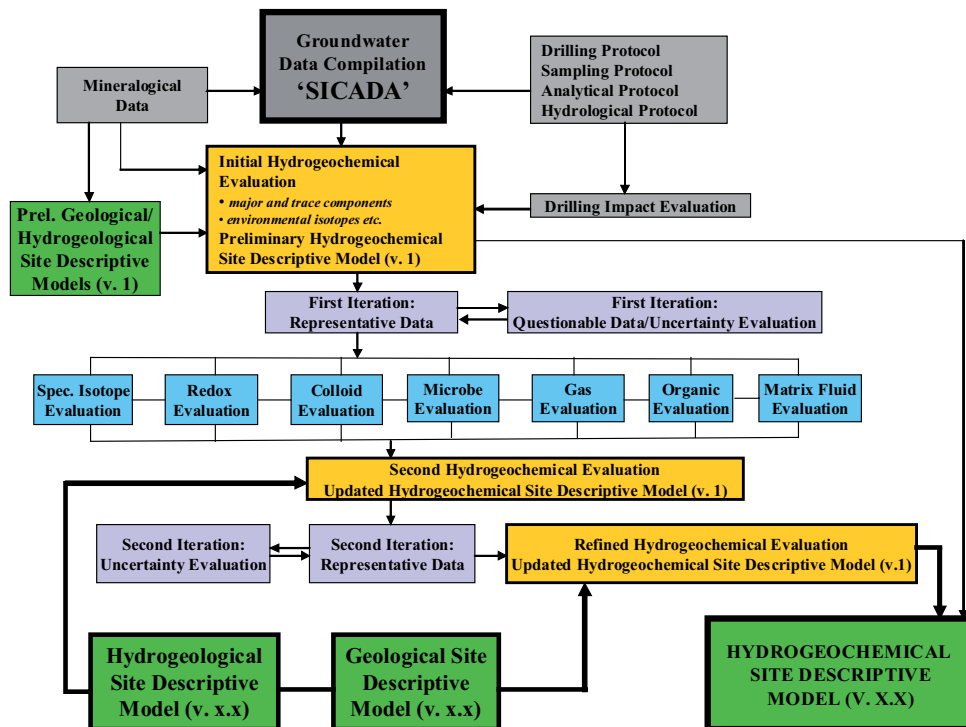 Groundwater
Data Compilation
‘SICADA’
Drilling Protocol
Sampling Protocol
Analytical Protocol
Hydrological Protocol
Mineralogical
Data
Initial Hydrogeochemical
Evaluation
• major and trace components
• environmental isotopes etc.
Preliminary Hydrogeochemical
Site Descriptive Model (v. 1)
Drilling Impact Evaluation
Prel. Geological/
Hydrogeological
Site Descriptive
Models (v. 1)
First Iteration:
Representative Data
First Iteration:
Questionable Data/Uncertainty Evaluation
Spec. Isotope
Evaluation
Redox
Evaluation
Colloid
Evaluation
Microbe
Evaluation
Gas
Evaluation
Organic
Evaluation
Matrix Fluid
Evaluation
Second Hydrogeochemical Evaluation
Updated Hydrogeochemical Site Descriptive Model (v. 1)
Second Iteration:
Uncertainty Evaluation
Second Iteration:
Representative Data
Refined Hydrogeochemical Evaluation
Updated Hydrogeochemical Site Descriptive Model (v.1)
Hydrogeological
Site Descriptive
Model (v. x.x)
Geological Site
Descriptive
Model (v. x.x)
HYDROGEOCHEMICAL
SITE DESCRIPTIVE
MODEL (V. X.X)